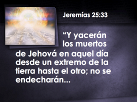 Jeremías 25:33
“Y yacerán
los muertos
de Jehová en aquel día
desde un extremo de la
tierra hasta el otro; no se
endecharán...